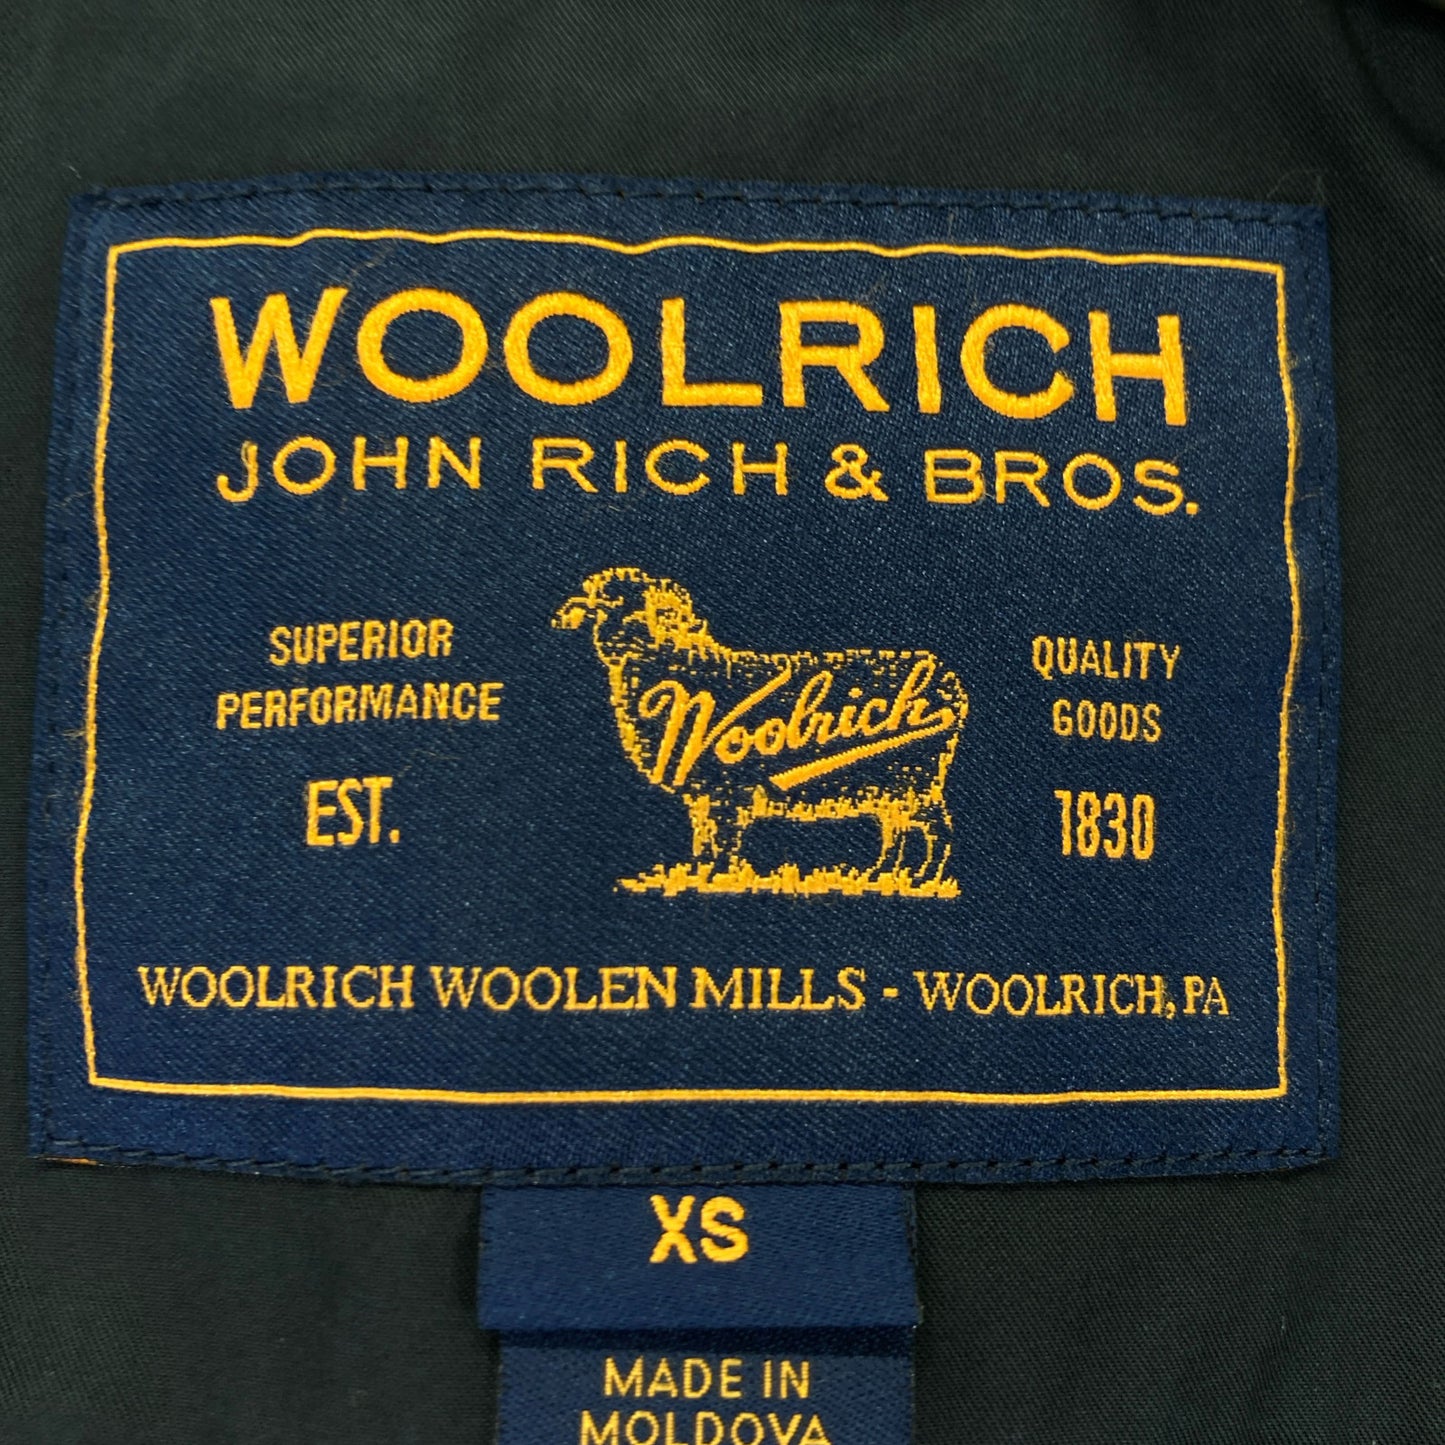 WOOLRICH
JOHN RICH & BROS.
SUPERIOR
PERFORMANCE
EST.
Woolrich
QUALITY
GOODS
1830
WOOLRICH WOOLEN MILLS - WOOLRICH, PA
XS
MADE IN
MOLDOVA